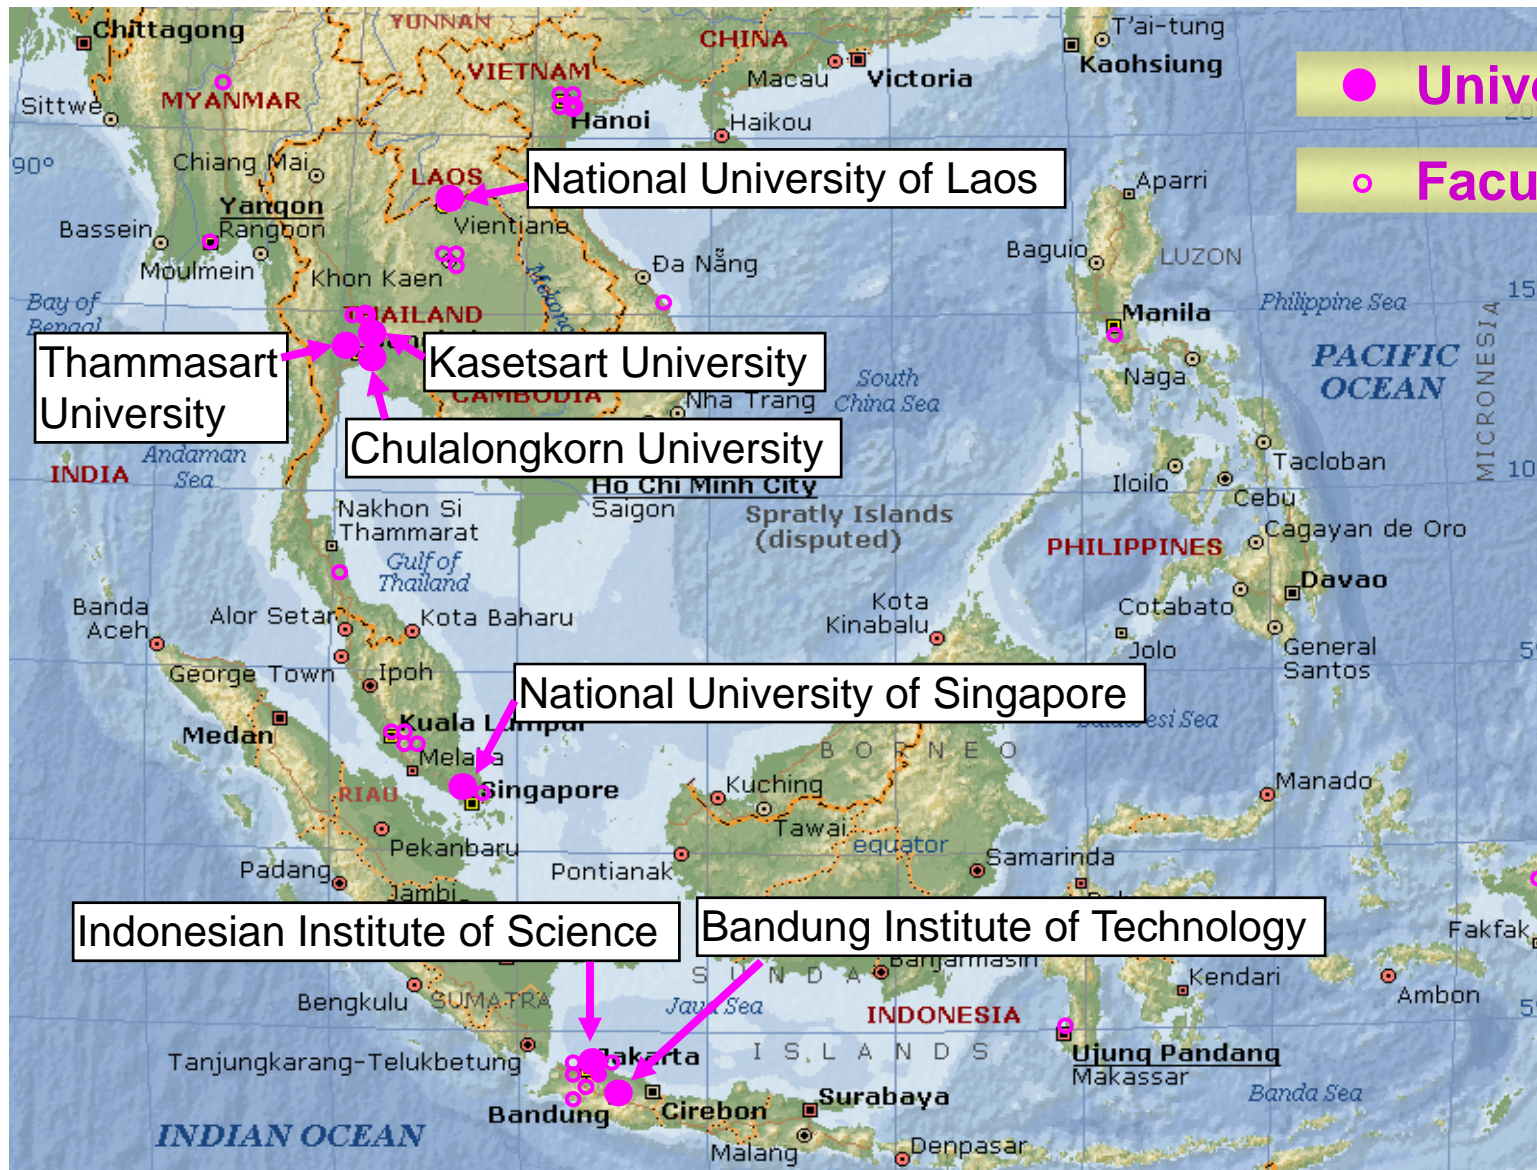 Chittagong
YUNNAN
CHINA
T'ai-tung
Macau
Victoria
Kaohsiung
VIETNAM
MYANMAR
Sittwe
Hanoi
Haikou
90°
Chiang Mai
LAOS
National University of Laos
Aparri
Yangon
Rangoon
Bassein
Moulmein
Vientiane
Khon Kaen
Mekong
Đa Nẵng
Baguio
LUZON
Bay of
Bengal
THAILAND
Manila
Philippine Sea
15
Thammasart
University
Kasetsart University
CAMBODIA
Nha Trang
South
China Sea
Naga
PACIFIC
OCEAN
MICRONESIA
Chulalongkorn University
INDIA
Andaman
Sea
Ho Chi Minh City
Saigon
Spratly Islands
(disputed)
Iloilo
Tacloban
Cebu
10
Nakhon Si
Thammarat
Gulf of
Thailand
PHILIPPINES
Cagayan de Oro
Davao
Cotabato
Banda
Aceh
Alor Setar
Kota Baharu
Kota
Kinabalu
Jolo
General
Santos
5
George Town
Ipoh
National University of Singapore
Medan
Kuala Lumpur
Melaka
BORNEO
Singapore
RIAU
Kuching
Tawai
Manado
Pekanbaru
equator
Padang
Pontianak
Samarinda
Jambi
Indonesian Institute of Science
Bandung Institute of Technology
Fakfak
Banjarmasin
SUNDA
Kendari
Ambon
Bengkulu
SUMATRA
Java Sea
INDONESIA
5
Tanjungkarang-Telukbetung
Jakarta
ISLANDS
Ujung Pandang
Makassar
Bandung
Cirebon
Surabaya
Banda Sea
INDIAN OCEAN
Malang
Denpasar